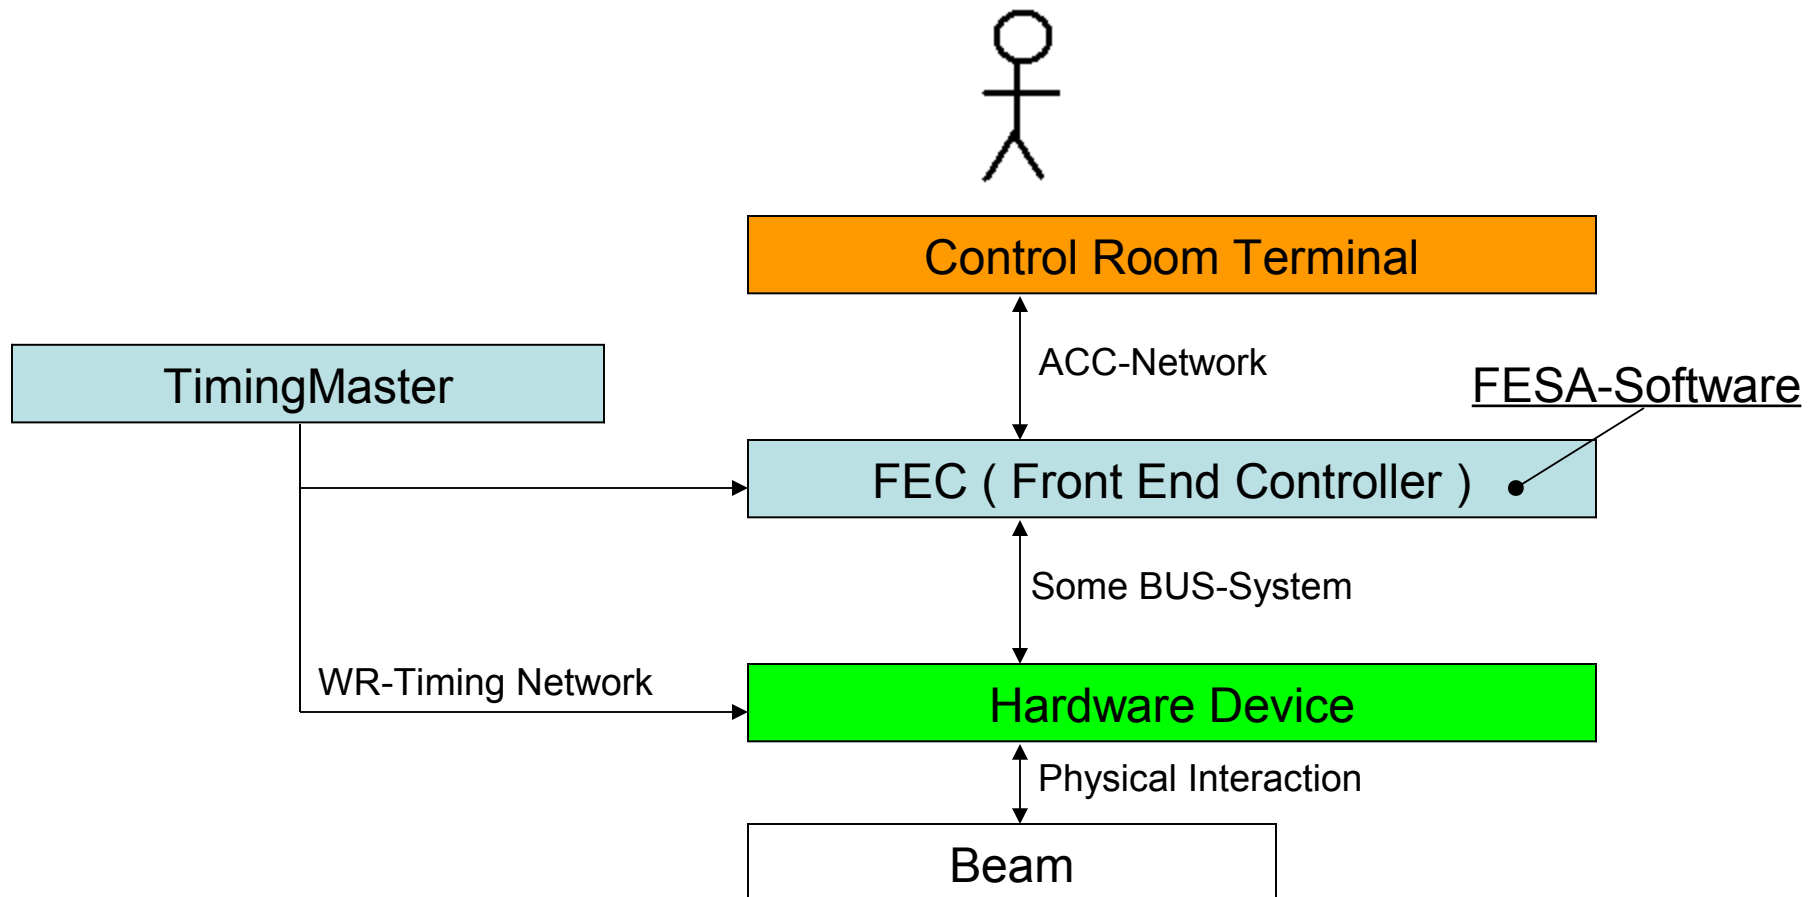 Control Room Terminal
ACC-Network
TimingMaster
FESA-Software
FEC ( Front End Controller )
Some BUS-System
WR-Timing Network
Hardware Device
Physical Interaction
Beam